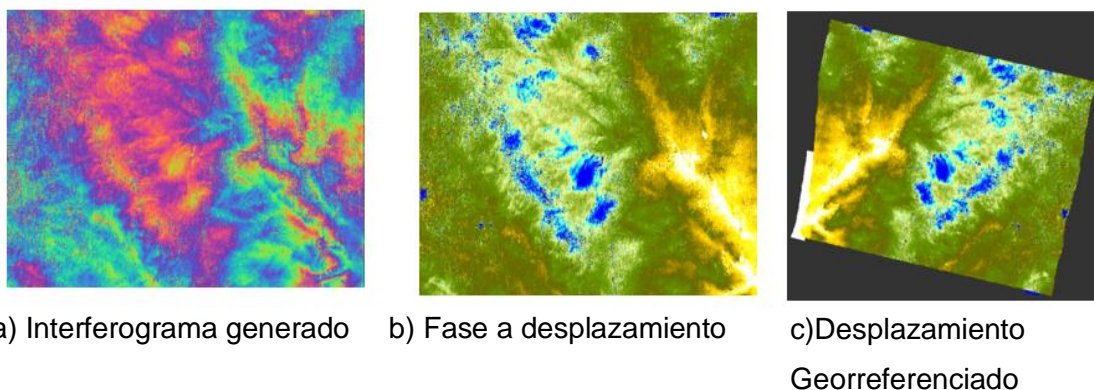 a) Interferograma generado
b) Fase a desplazamiento
c)Desplazamiento
Georreferenciado